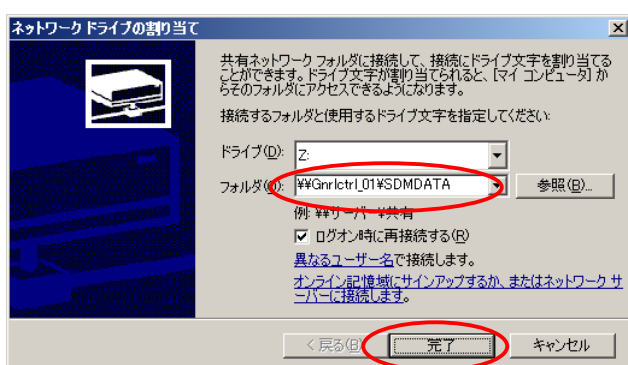 ネットワーク ドライブの割り当て
共有ネットワーク フォルダに接続して、接続にドライブ文字を割り当てる
ことができます。ドライブ文字が割り当てられると、[マイ コンピュータ] か
らそのフォルダにアクセスできるようになります。
接続するフォルダと使用するドライブ文字を指定してください:
ドライブ(D): Z:
フォルダ(O): ¥¥Gnrlctrl_01¥SDMDATA 参照(B)...
例: ¥¥サーバー¥共有
ログオン時に再接続する(R)
異なるユーザー名で接続します。
オンライン記憶域にサインアップするか、またはネットワーク サ
ーバーに接続します。
< 戻る(B) 完了 キャンセル